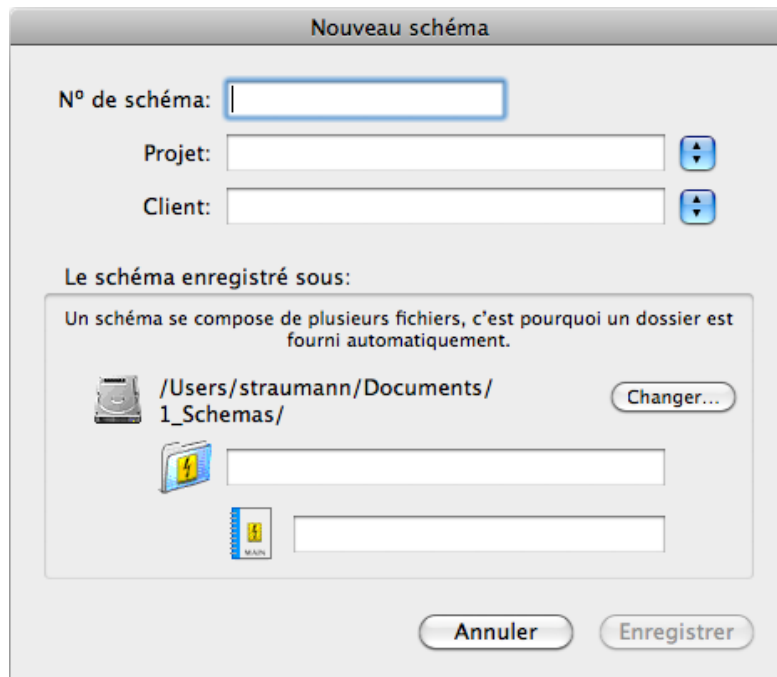 Nouveau schéma
Nº de schéma:
Projet:
Client:
Le schéma enregistré sous:
Un schéma se compose de plusieurs fichiers, c'est pourquoi un dossier est
fourni automatiquement.
/Users/straumann/Documents/
1_Schemas/
Changer...
MAIN
Annuler
Enregistrer